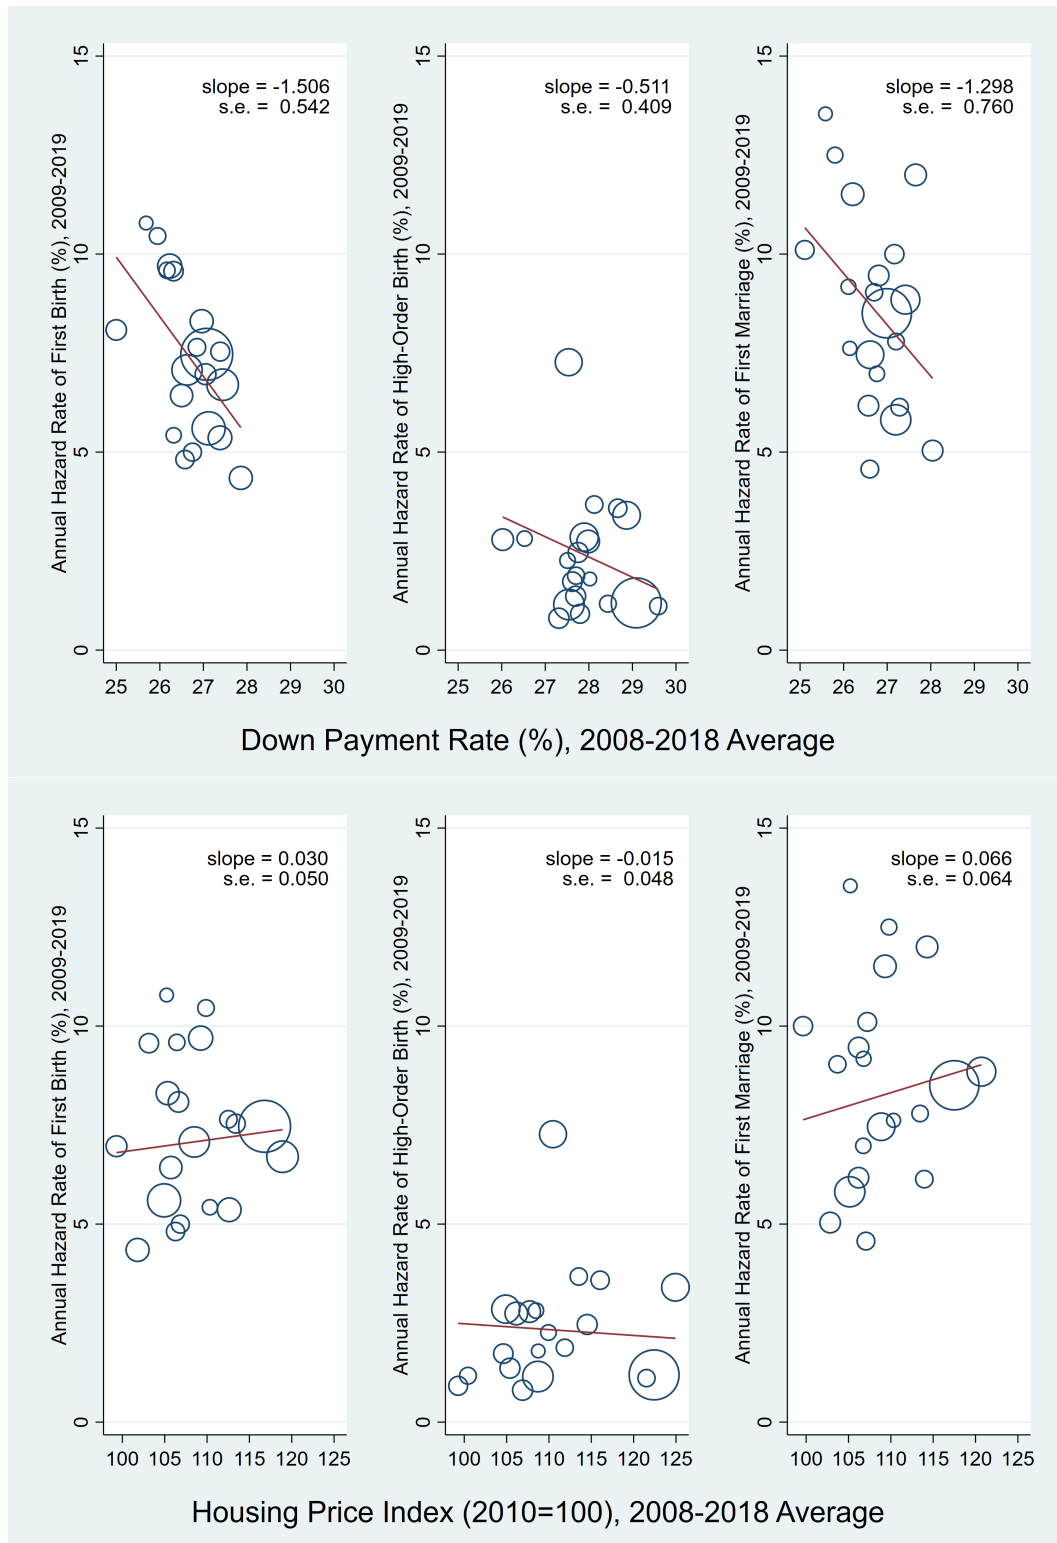 slope = -1.506
s.e. = 0.542
Annual Hazard Rate of First Birth (%), 2009-2019
15
10
5
0
25 26 27 28 29 30
slope = -0.511
s.e. = 0.409
Annual Hazard Rate of High-Order Birth (%), 2009-2019
15
10
5
0
25 26 27 28 29 30
slope = -1.298
s.e. = 0.760
Annual Hazard Rate of First Marriage (%), 2009-2019
15
10
5
0
25 26 27 28 29 30
Down Payment Rate (%), 2008-2018 Average
slope = 0.030
s.e. = 0.050
Annual Hazard Rate of First Birth (%), 2009-2019
15
10
5
0
100 105 110 115 120 125
slope = -0.015
s.e. = 0.048
Annual Hazard Rate of High-Order Birth (%), 2009-2019
15
10
5
0
100 105 110 115 120 125
slope = 0.066
s.e. = 0.064
Annual Hazard Rate of First Marriage (%), 2009-2019
15
10
5
0
100 105 110 115 120 125
Housing Price Index (2010=100), 2008-2018 Average